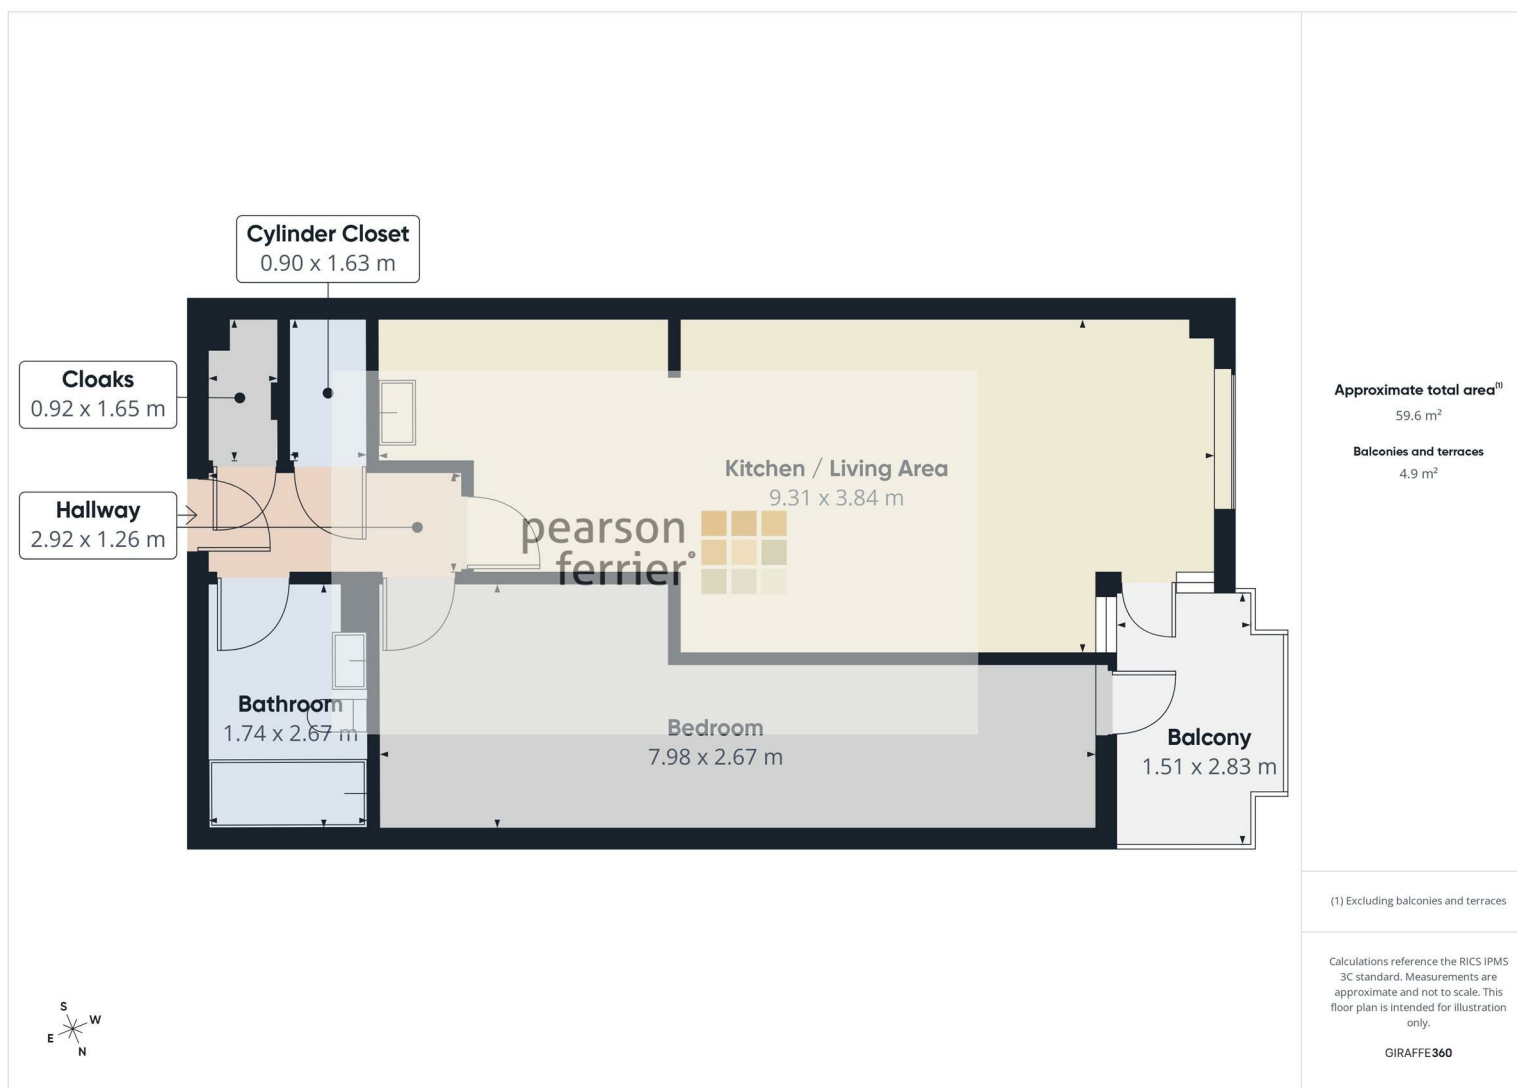 Cylinder Closet
0.90 x 1.63 m
Cloaks
0.92 x 1.65 m
Hallway
2.92 x 1.26 m
Kitchen / Living Area
9.31 x 3.84 m
pearson
ferrier
Bathroom
1.74 x 2.67 m
Bedroom
7.98 x 2.67 m
Balcony
1.51 x 2.83 m
S
W
E
N
Approximate total area(1)
59.6 m²
Balconies and terraces
4.9 m²
(1) Excluding balconies and terraces
Calculations reference the RICS IPMS
3C standard. Measurements are
approximate and not to scale. This
floor plan is intended for illustration
only.
GIRAFFE360